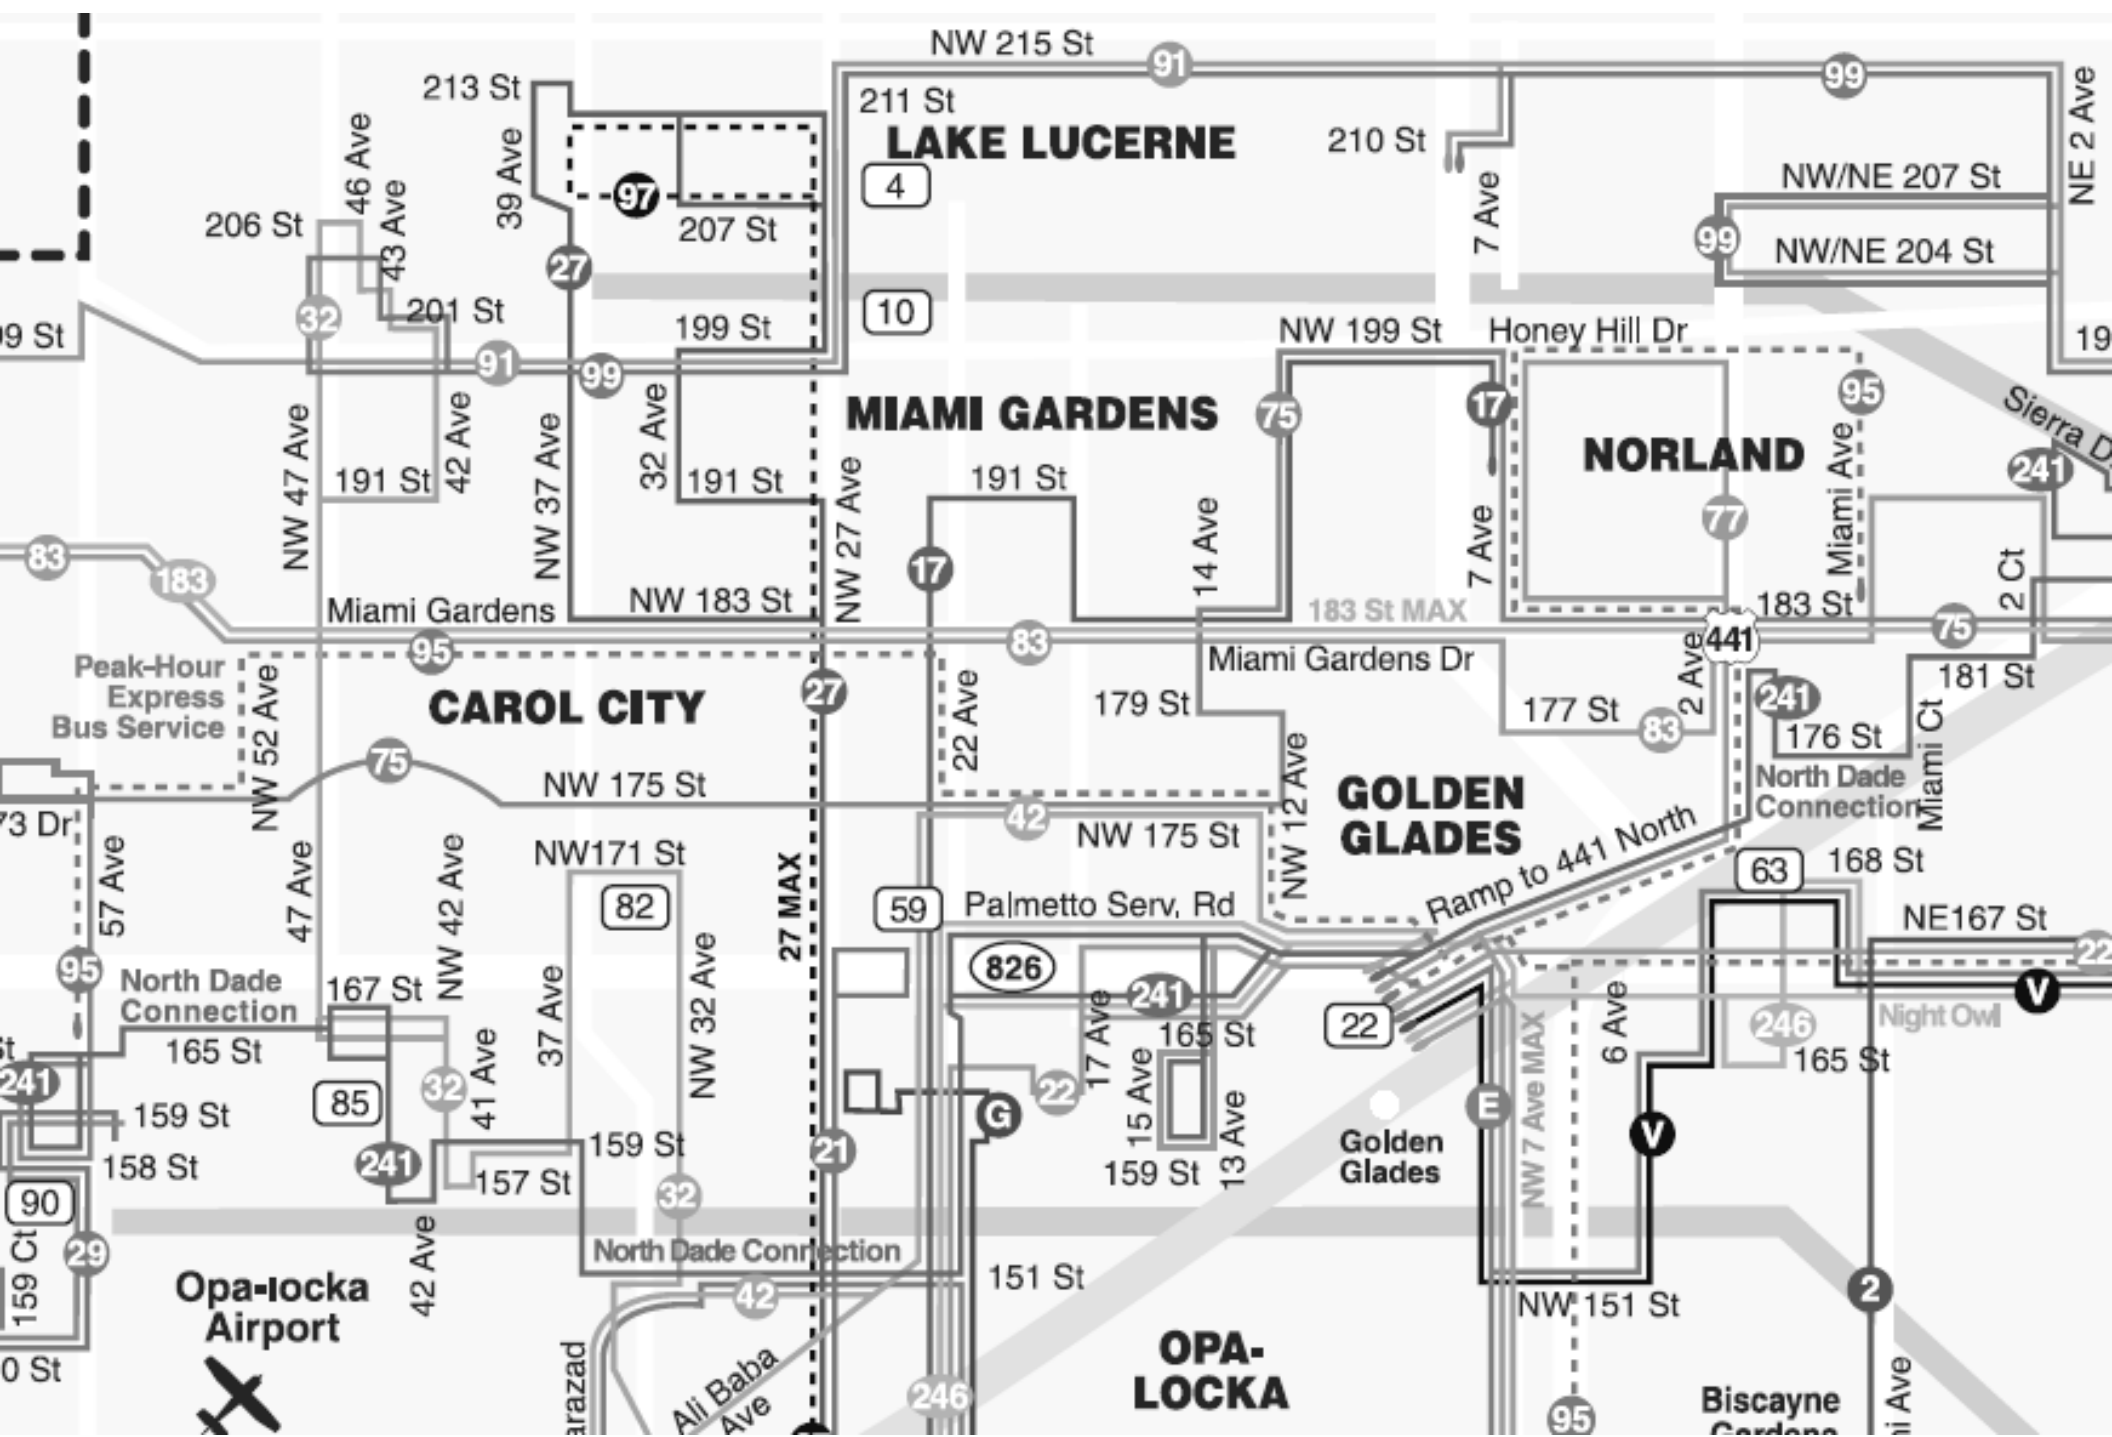 NW 215 St
91
99
213 St
211 St
LAKE LUCERNE
210 St
NE 2 Ave
46 Ave
39 Ave
97
4
NW/NE 207 St
206 St
43 Ave
207 St
7 Ave
99
NW/NE 204 St
27
32
201 St
10
9 St
199 St
NW 199 St
Honey Hill Dr
19
91
99
MIAMI GARDENS
75
17
95
Sierra D
NW 47 Ave
42 Ave
NW 37 Ave
32 Ave
NORLAND
Miami Ave
241
191 St
191 St
191 St
NW 27 Ave
14 Ave
7 Ave
77
83
183
17
2 Ct
Miami Gardens
NW 183 St
183 St MAX
183 St
75
95
83
441
Miami Gardens Dr
2 Ave
Peak-Hour
Express
Bus Service
NW 52 Ave
CAROL CITY
27
22 Ave
179 St
177 St
83
241
181 St
176 St
Miami Ct
75
NW 175 St
North Dade
Connection
73 Dr
42
NW 175 St
NW 12 Ave
GOLDEN
GLADES
Ramp to 441 North
57 Ave
47 Ave
NW 42 Ave
NW171 St
82
27 MAX
59
Palmetto Serv. Rd
63
168 St
NE167 St
95
North Dade
Connection
167 St
37 Ave
NW 32 Ave
826
241
22
V
22
165 St
17 Ave
165 St
NW 7 Ave MAX
6 Ave
246
Night Owl
165 St
241
85
32
41 Ave
22
G
15 Ave
13 Ave
E
V
159 St
159 St
21
Golden
Glades
158 St
241
157 St
159 St
90
32
159 Ct
29
42 Ave
North Dade Connection
151 St
2
Opa-locka
Airport
42
NW 151 St
0 St
arazad
Ali Baba
Ave
246
OPA-
LOCKA
95
Biscayne
Gardens
ni Ave